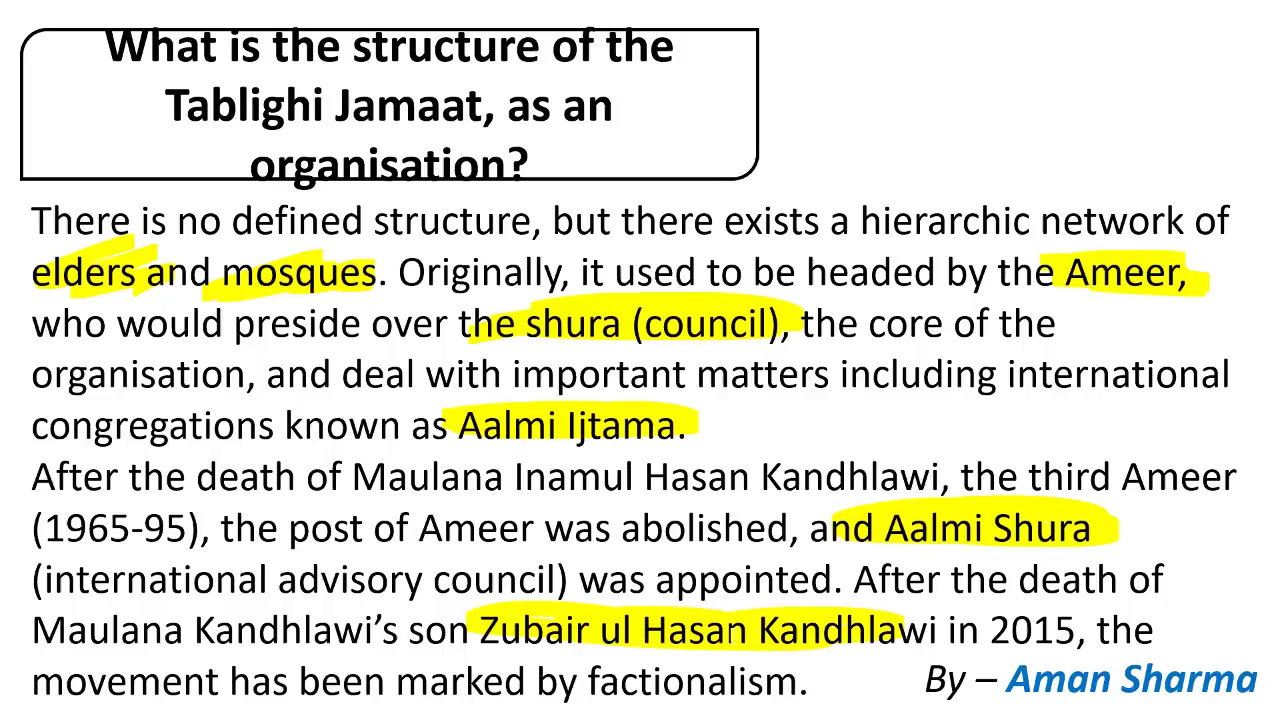 What is the structure of the
Tablighi Jamaat, as an
organisation?
There is no defined structure, but there exists a hierarchic network of
elders and mosques. Originally, it used to be headed by the Ameer,
who would preside over the shura (council), the core of the
organisation, and deal with important matters including international
congregations known as Aalmi Ijtama.
After the death of Maulana Inamul Hasan Kandhlawi, the third Ameer
(1965-95), the post of Ameer was abolished, and Aalmi Shura
(international advisory council) was appointed. After the death of
Maulana Kandhlawi’s son Zubair ul Hasan Kandhlawi in 2015, the
movement has been marked by factionalism.
By – Aman Sharma